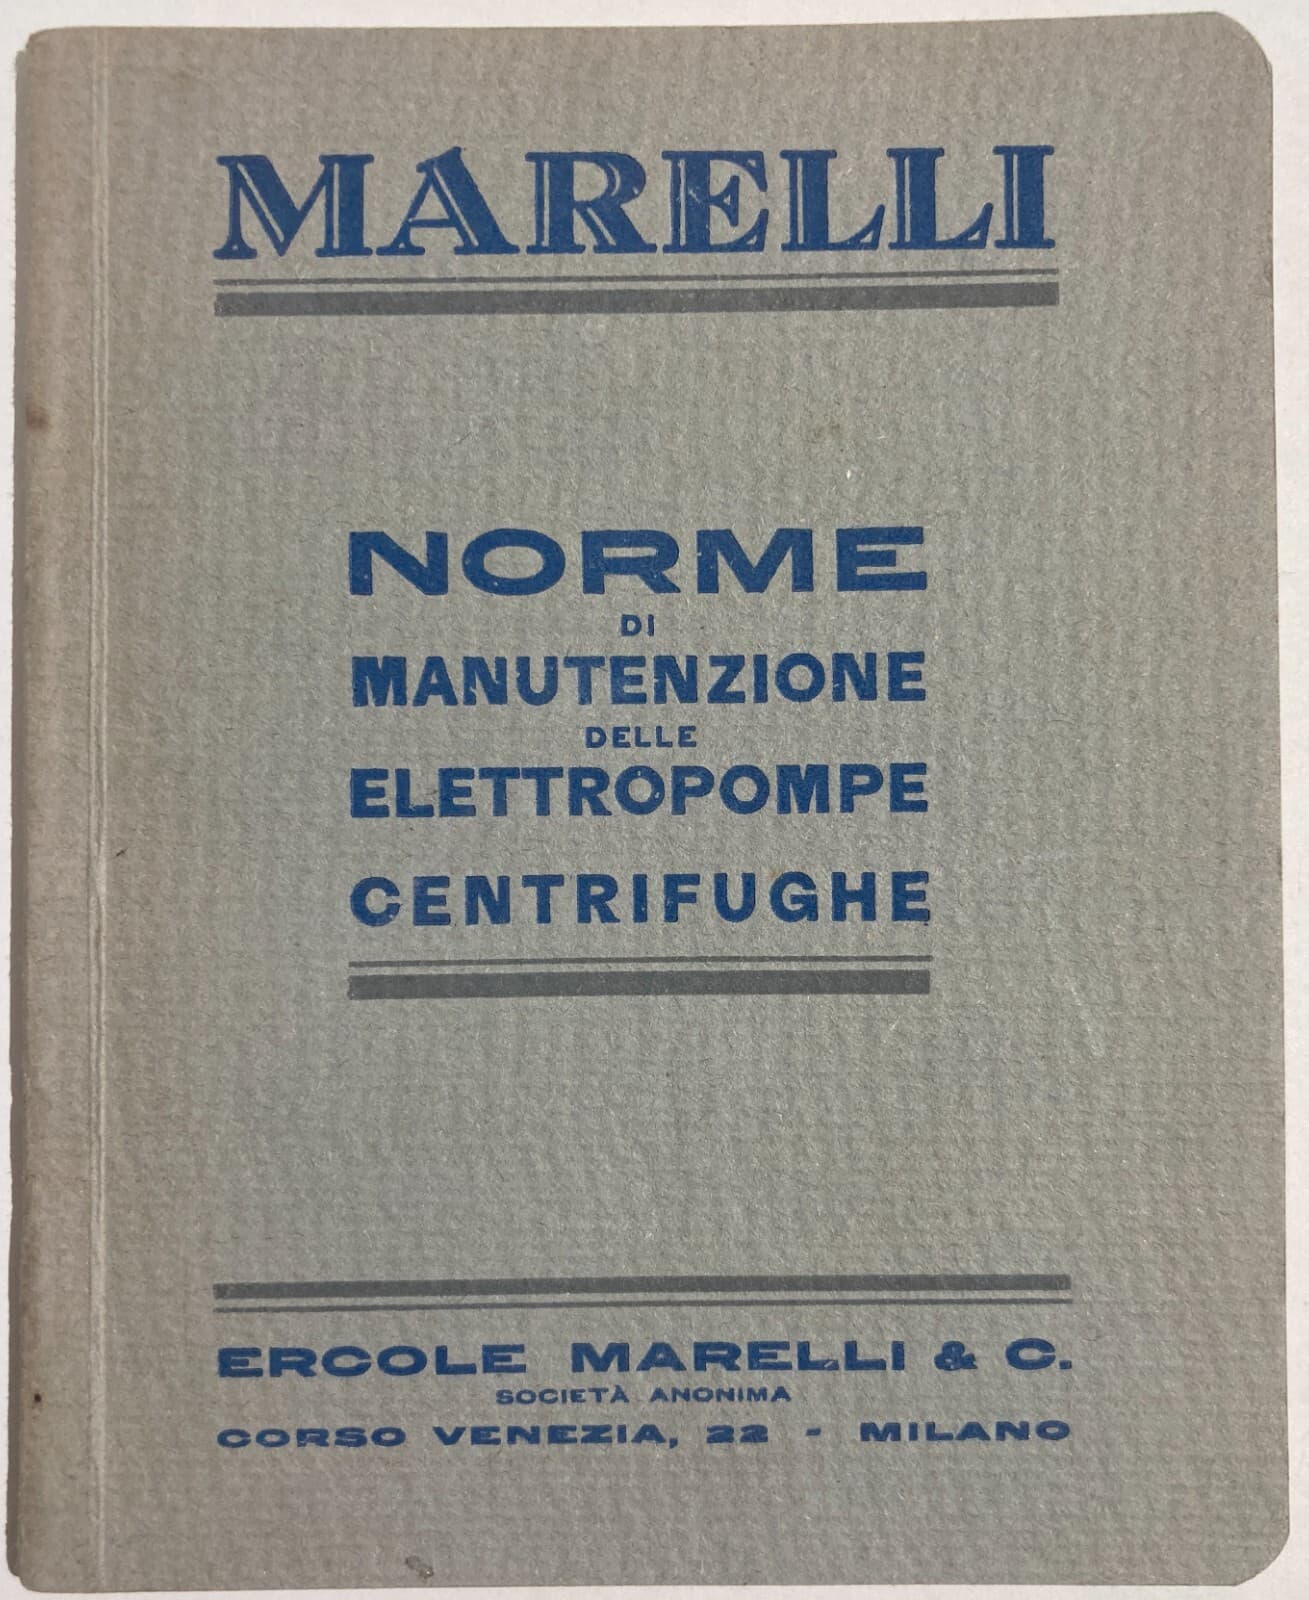 MARELLI
NORME
DI
MANUTENZIONE
DELLE
ELETTROPOMPE
CENTRIFUGHE
ERCOLE MARELLI & C.
SOCIETÀ ANONIMA
CORSO VENEZIA, 22 - MILANO